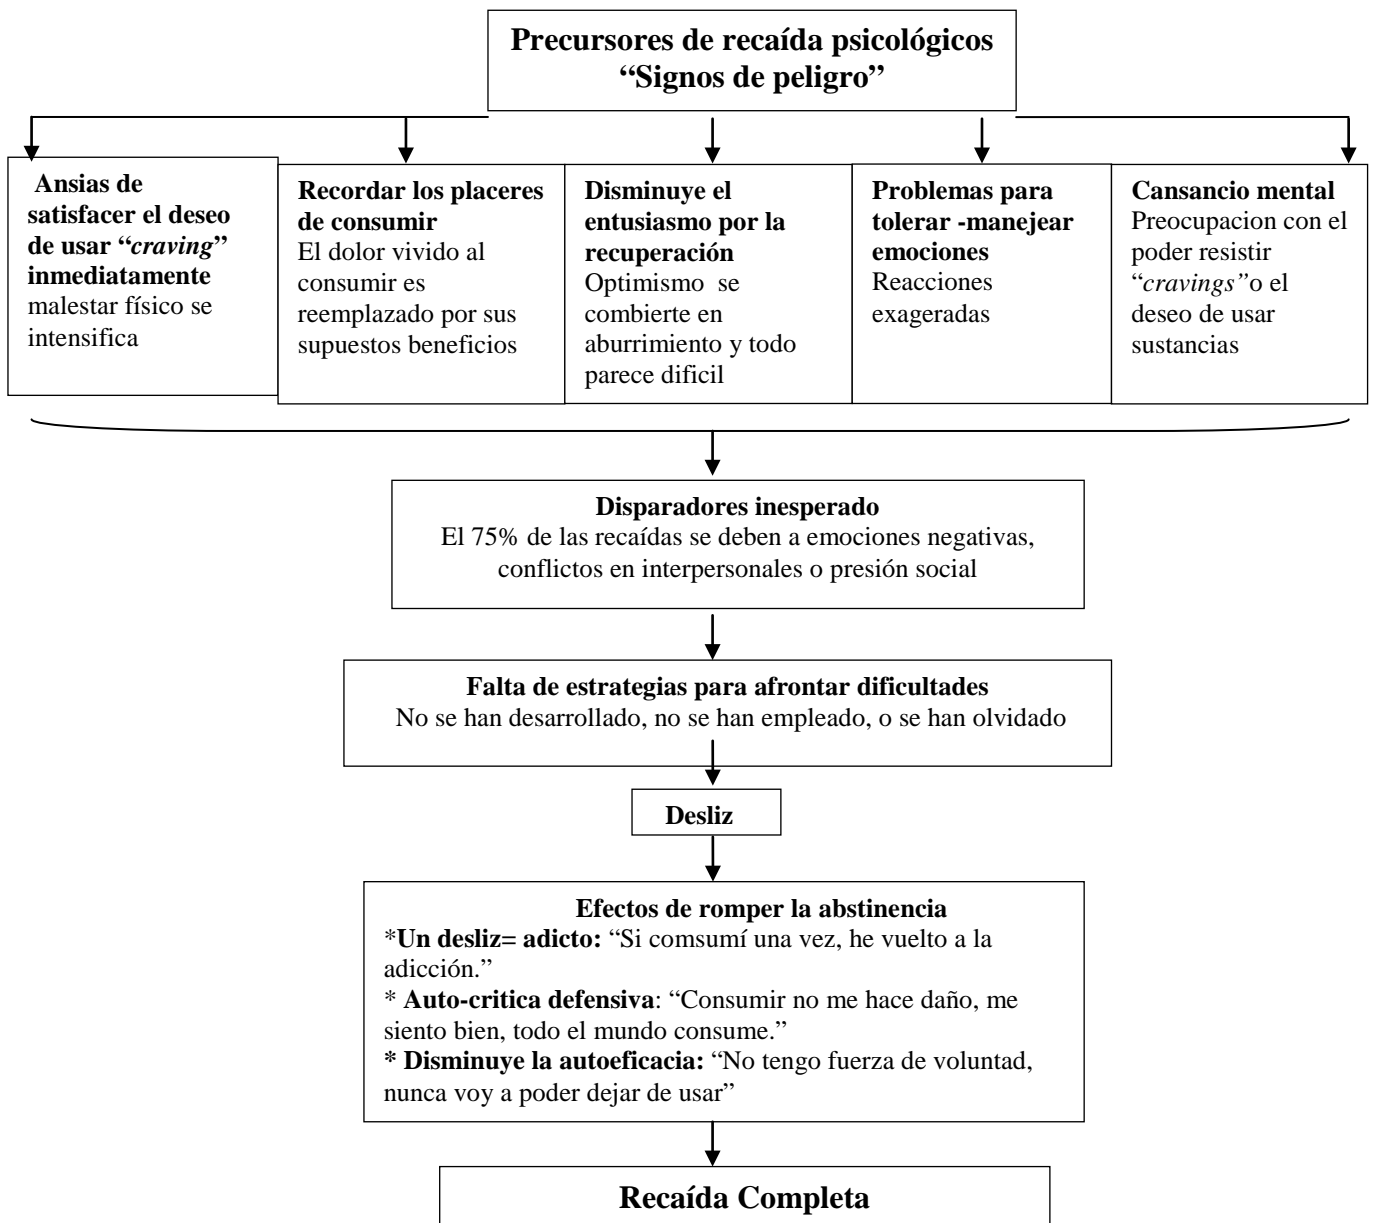 Precursores de recaída psicológicos
“Signos de peligro”
Ansias de
satisfacer el deseo
de usar “craving”
inmediatamente
malestar físico se
intensifica
Recordar los placeres
de consumir
El dolor vivido al
consumir es
reemplazado por sus
supuestos beneficios
Disminuye el
entusiasmo por la
recuperación
Optimismo se
combierte en
aburrimiento y todo
parece dificil
Problemas para
tolerar -manejear
emociones
Reacciones
exageradas
Cansancio mental
Preocupacion con el
poder resistir
“cravings”o el
deseo de usar
sustancias
Disparadores inesperado
El 75% de las recaídas se deben a emociones negativas,
conflictos en interpersonales o presión social
Falta de estrategias para afrontar dificultades
No se han desarrollado, no se han empleado, o se han olvidado
Desliz
Efectos de romper la abstinencia
*Un desliz= adicto: “Si comsumí una vez, he vuelto a la
adicción.”
* Auto-critica defensiva: “Consumir no me hace daño, me
siento bien, todo el mundo consume.”
* Disminuye la autoeficacia: “No tengo fuerza de voluntad,
nunca voy a poder dejar de usar”
Recaída Completa